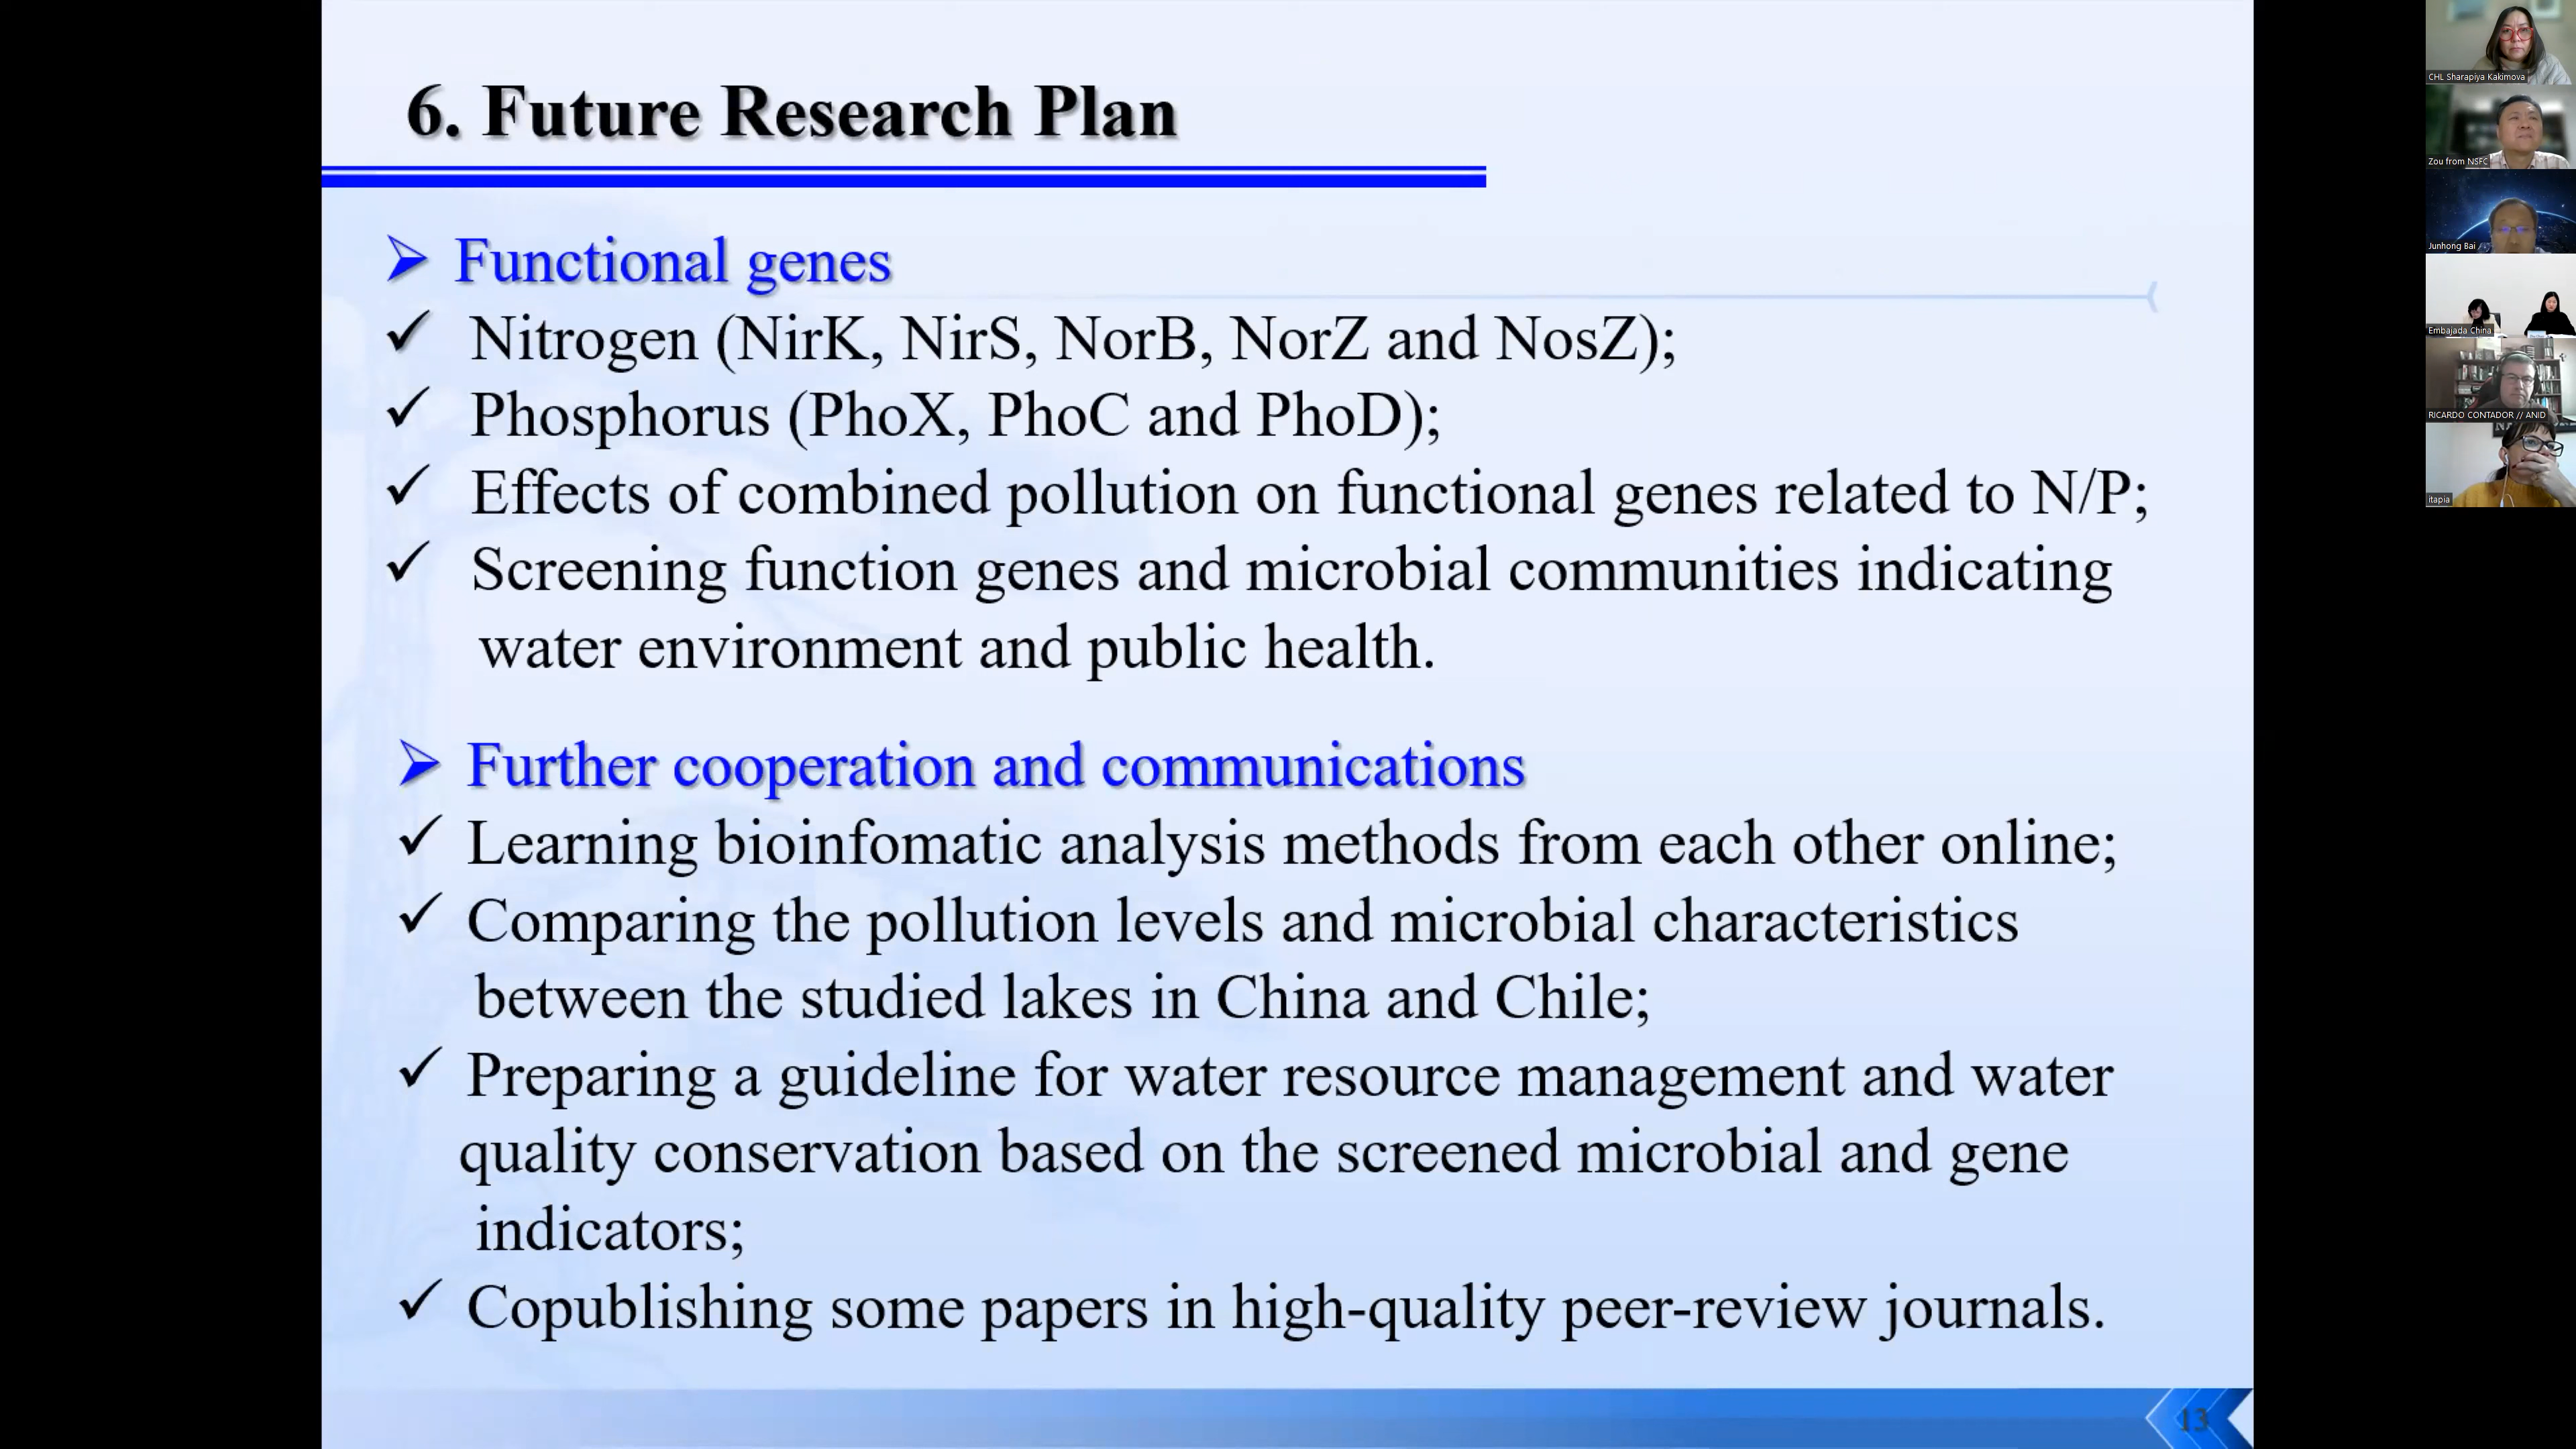 6. Future Research Plan
Functional genes
Nitrogen (NirK, NirS, NorB, NorZ and NosZ);
Phosphorus (PhoX, PhoC and PhoD);
Effects of combined pollution on functional genes related to N/P;
Screening function genes and microbial communities indicating
water environment and public health.
Further cooperation and communications
Learning bioinfomatic analysis methods from each other online;
Comparing the pollution levels and microbial characteristics
between the studied lakes in China and Chile;
Preparing a guideline for water resource management and water
quality conservation based on the screened microbial and gene
indicators;
Copublishing some papers in high-quality peer-review journals.
13
CHL Sharapiya Kakimova
Zou from NSFC
Junhong Bai
Embajada China
RICARDO CONTADOR // ANID
itapia